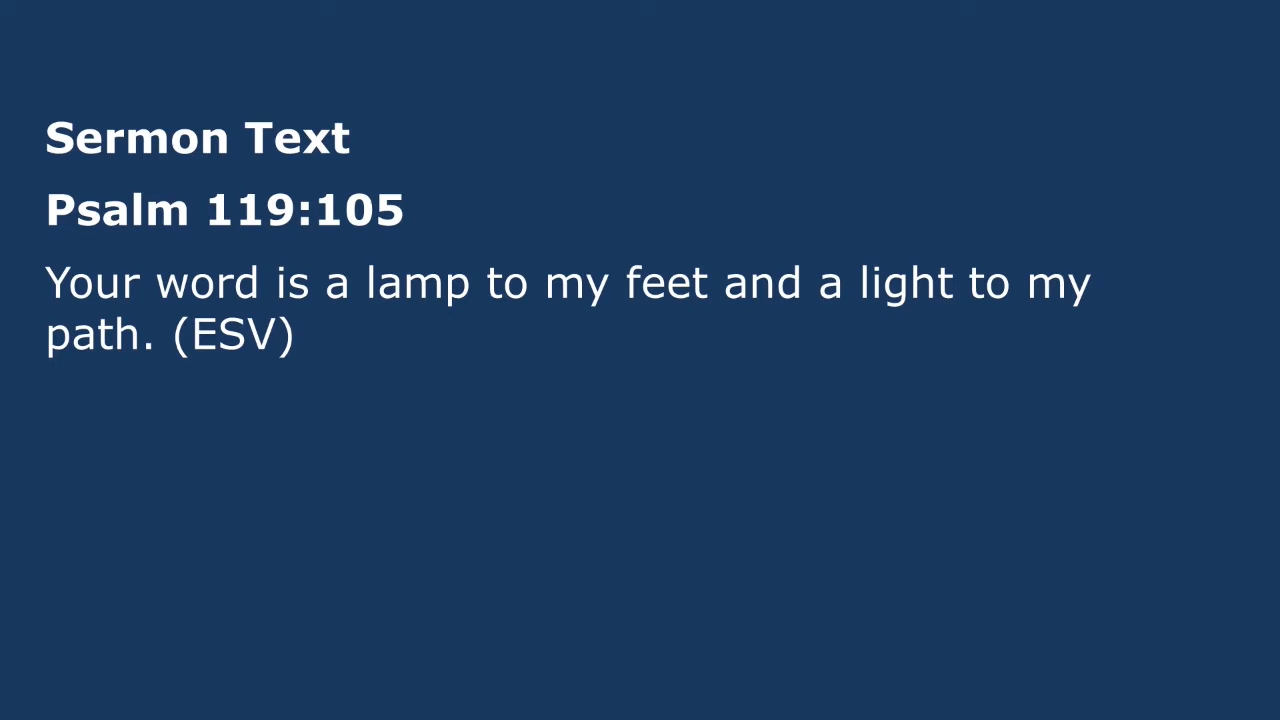 Sermon Text
Psalm 119:105
Your word is a lamp to my feet and a light to my
path. (ESV)